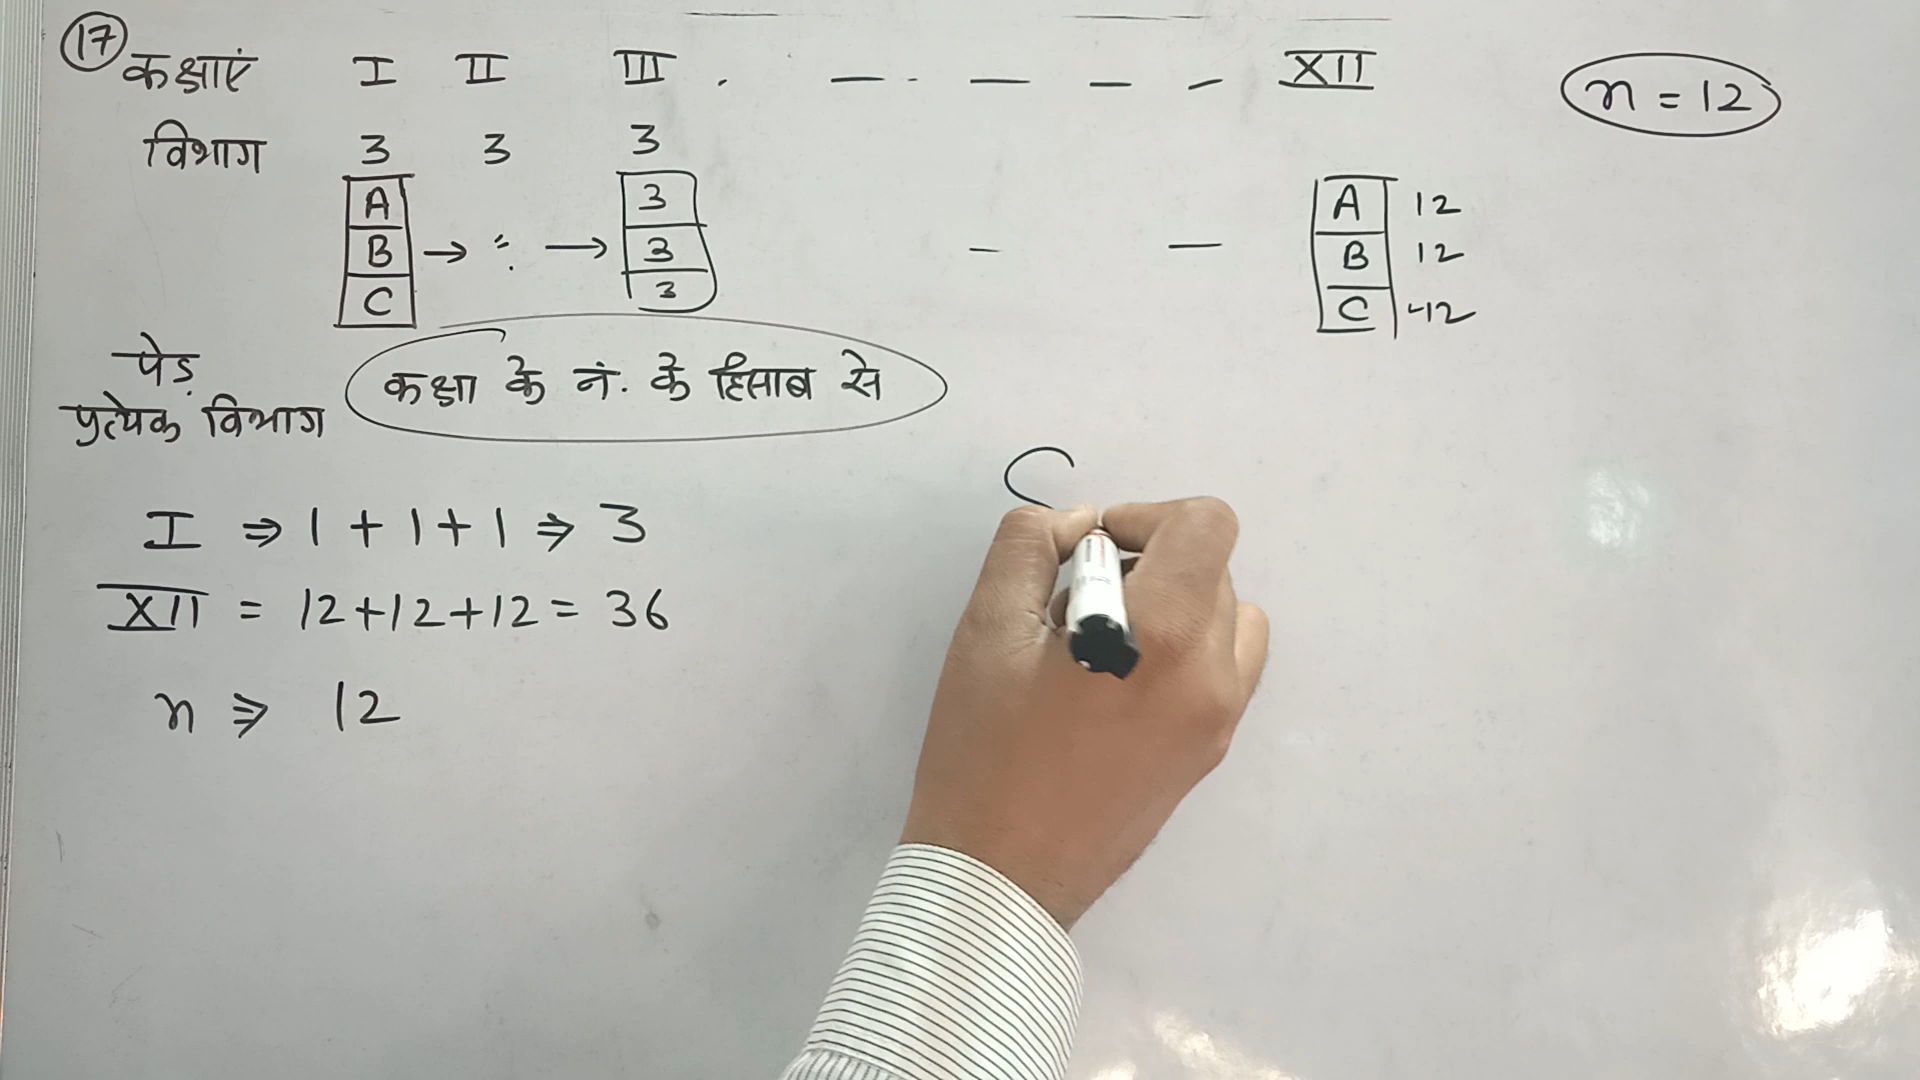 17 कक्षाएं I II III . — . — — — XII n = 12
विभाग 3 3 3
A 3 A 12
B → → 3 — — B 12
C 3 C 12
पेड़
प्रत्येक विभाग कक्षा के नं. के हिसाब से
I ⇒ 1 + 1 + 1 ⇒ 3
XII = 12+12+12 = 36
n ⇒ 12